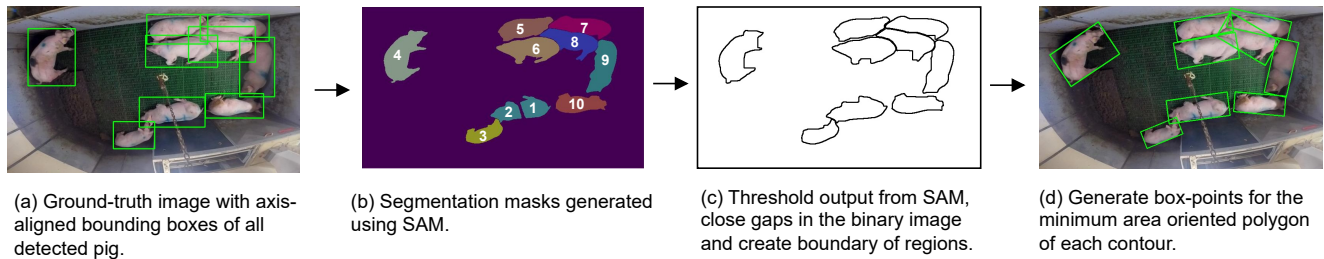 4
5
7
6
8
9
2
1
10
3
(a) Ground-truth image with axis-
aligned bounding boxes of all
detected pig.
(b) Segmentation masks generated
using SAM.
(c) Threshold output from SAM,
close gaps in the binary image
and create boundary of regions.
(d) Generate box-points for the
minimum area oriented polygon
of each contour.